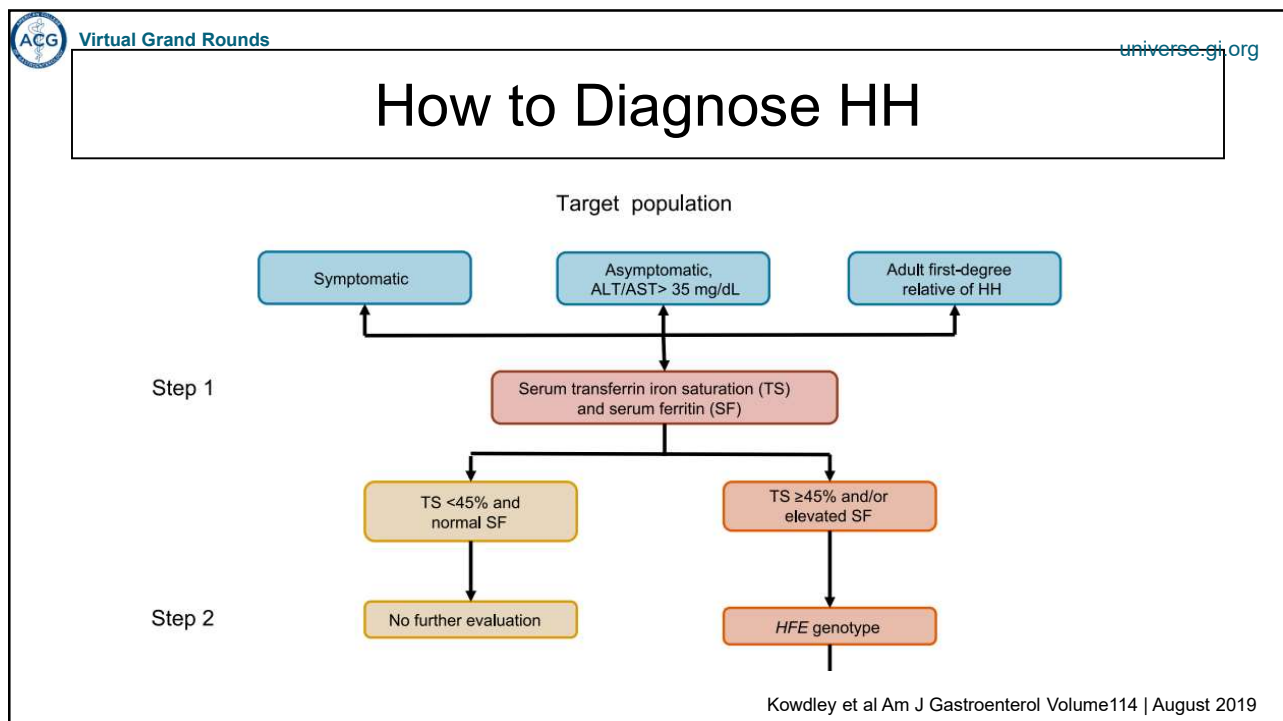 ACG
Virtual Grand Rounds
universe.gi.org
How to Diagnose HH
Target population
Symptomatic
Asymptomatic,
ALT/AST> 35 mg/dL
Adult first-degree
relative of HH
Step 1
Serum transferrin iron saturation (TS)
and serum ferritin (SF)
TS <45% and
normal SF
TS ≥45% and/or
elevated SF
Step 2
No further evaluation
HFE genotype
Kowdley et al Am J Gastroenterol Volume114 | August 2019